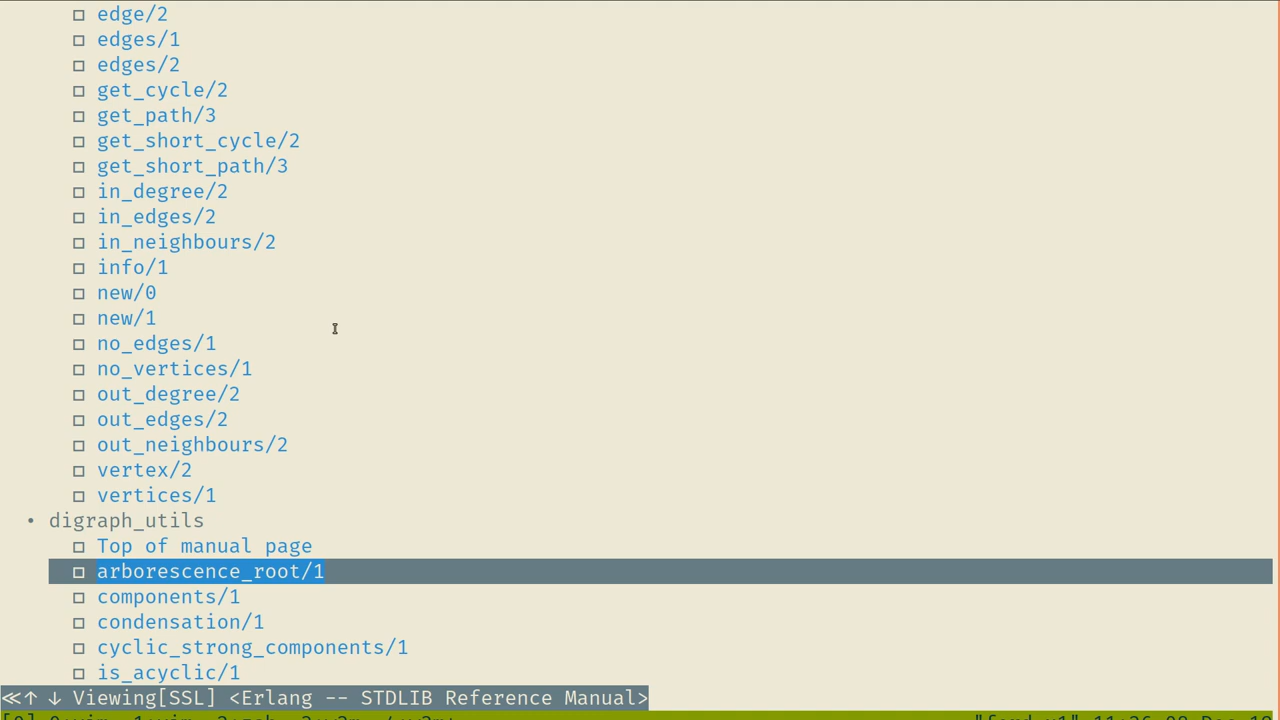 edge/2
edges/1
edges/2
get_cycle/2
get_path/3
get_short_cycle/2
get_short_path/3
in_degree/2
in_edges/2
in_neighbours/2
info/1
new/0
new/1
no_edges/1
no_vertices/1
out_degree/2
out_edges/2
out_neighbours/2
vertex/2
vertices/1
• digraph_utils
Top of manual page
arborescence_root/1
components/1
condensation/1
cyclic_strong_components/1
is_acyclic/1
≪↑ ↓ Viewing[SSL] <Erlang -- STDLIB Reference Manual>